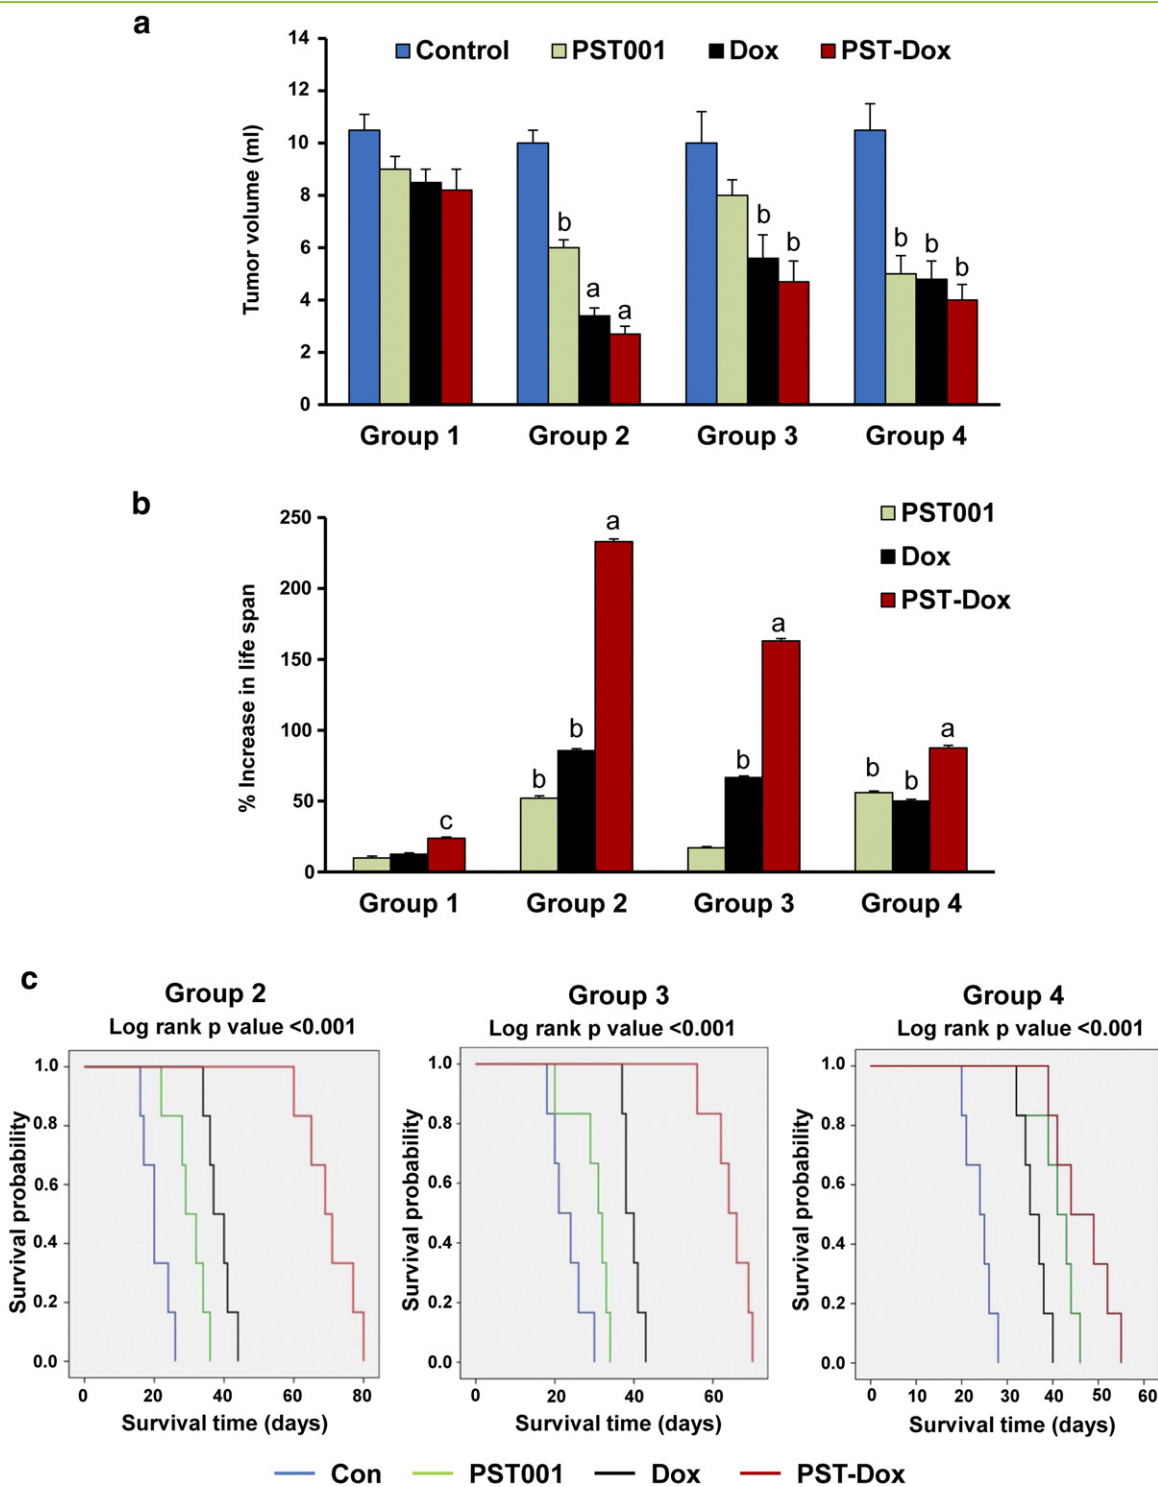 a
14
12
10
8
6
4
2
0
Tumor volume (ml)
Control PST001 Dox PST-Dox
b a a
b b
b b b
Group 1 Group 2 Group 3 Group 4
b
250
200
150
100
50
0
% Increase in life span
PST001
Dox
PST-Dox
c
b b a
b a
b b a
Group 1 Group 2 Group 3 Group 4
c
Group 2
Log rank p value <0.001
Survival probability
1.0
0.8
0.6
0.4
0.2
0.0
0 20 40 60 80
Survival time (days)
Group 3
Log rank p value <0.001
Survival probability
1.0
0.8
0.6
0.4
0.2
0.0
0 20 40 60
Survival time (days)
Group 4
Log rank p value <0.001
Survival probability
1.0
0.8
0.6
0.4
0.2
0.0
0 10 20 30 40 50 60
Survival time (days)
Con PST001 Dox PST-Dox